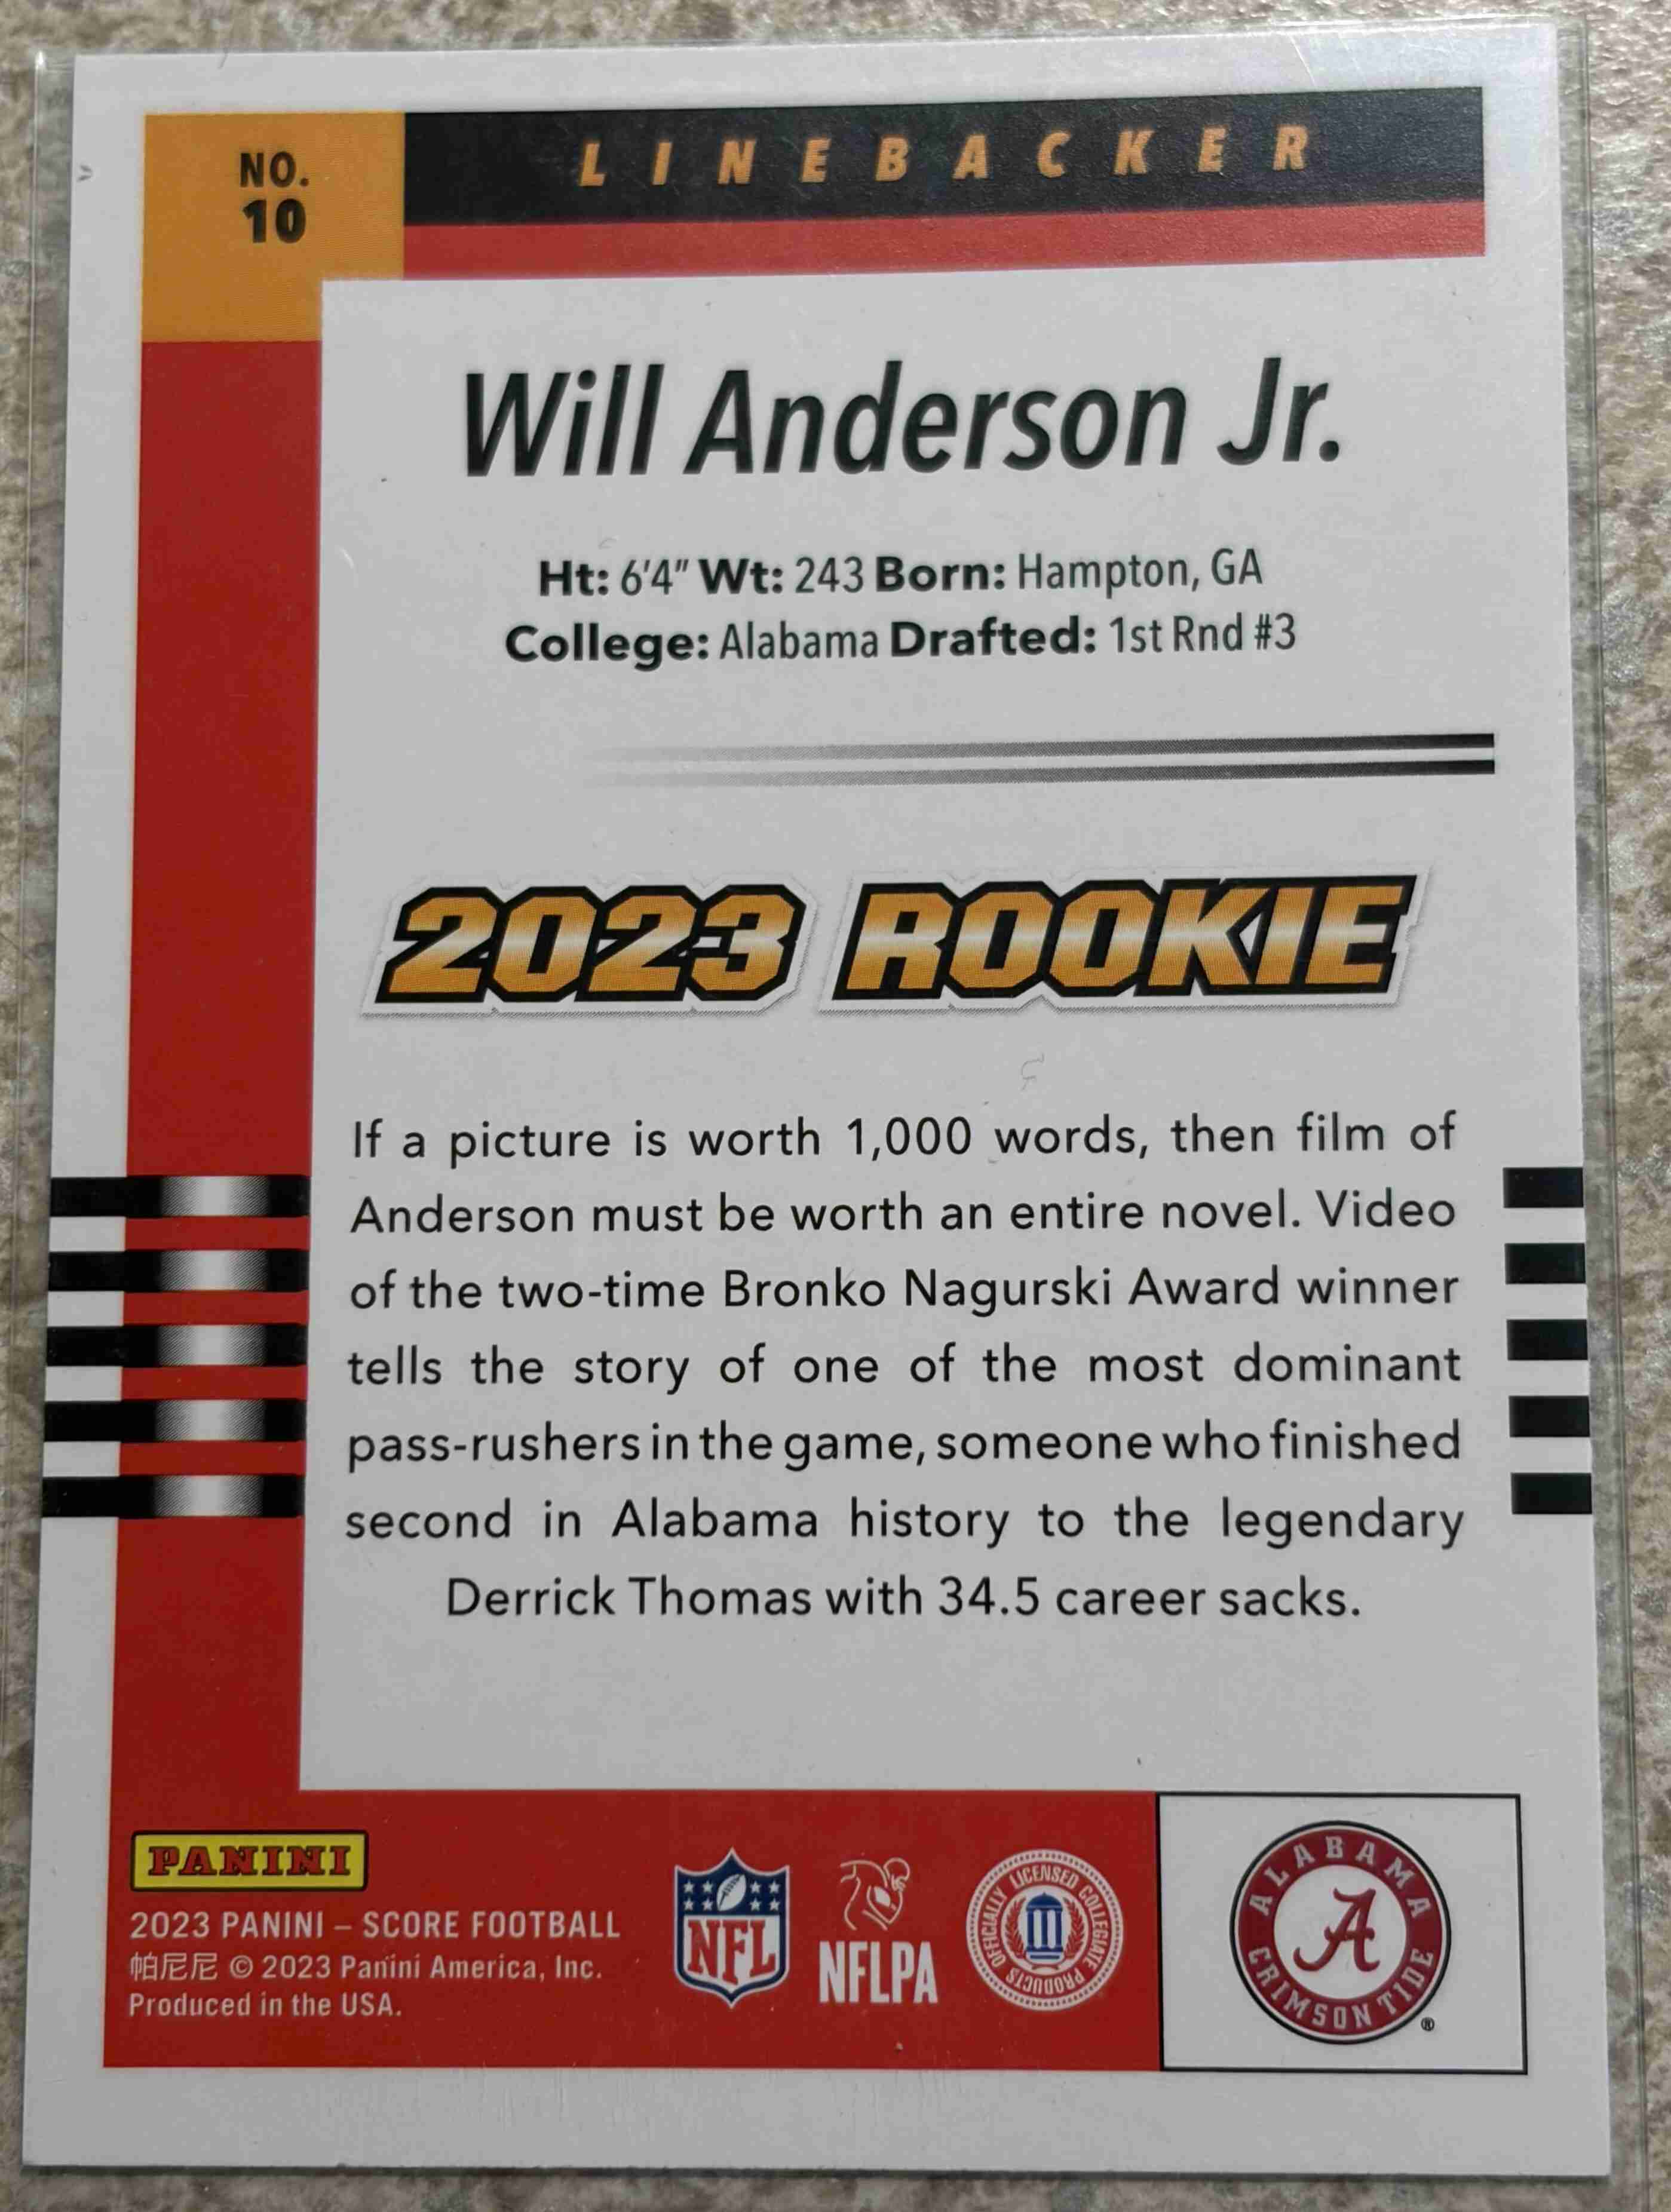 NO.
10
LINEBACKER
Will Anderson Jr.
Ht: 6'4" Wt: 243 Born: Hampton, GA
College: Alabama Drafted: 1st Rnd #3
2023 ROOKIE
If a picture is worth 1,000 words, then film of
Anderson must be worth an entire novel. Video
of the two-time Bronko Nagurski Award winner
tells the story of one of the most dominant
pass-rushers in the game, someone who finished
second in Alabama history to the legendary
Derrick Thomas with 34.5 career sacks.
PANINI
2023 PANINI – SCORE FOOTBALL
帕尼尼 © 2023 Panini America, Inc.
Produced in the USA.
NFL
NFLPA
OFFICIALLY LICENSED COLLEGIATE PRODUCTS
ALABAMA
A
CRIMSON TIDE
®